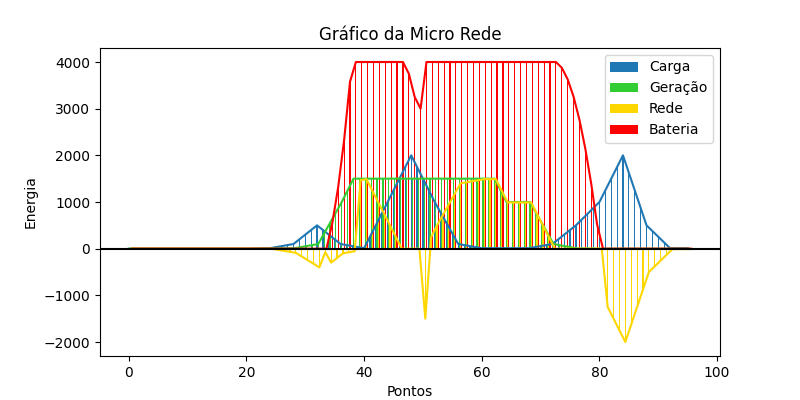 Gráfico da Micro Rede
4000
3000
2000
1000
0
−1000
−2000
Energia
0 20 40 60 80 100
Pontos
Carga
Geração
Rede
Bateria